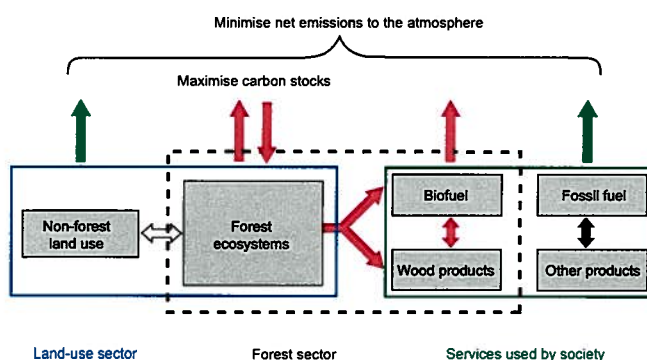 Minimise net emissions to the atmosphere
Maximise carbon stocks
Non-forest
land use
Forest
ecosystems
Biofuel
Wood products
Fossil fuel
Other products
Land-use sector
Forest sector
Services used by society